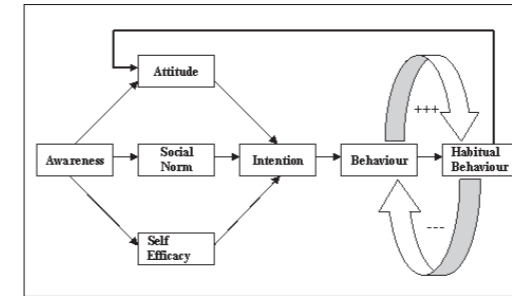 Attitude
+++
Awareness
Social
Norm
Intention
Behaviour
Habitual
Behaviour
---
Self
Efficacy